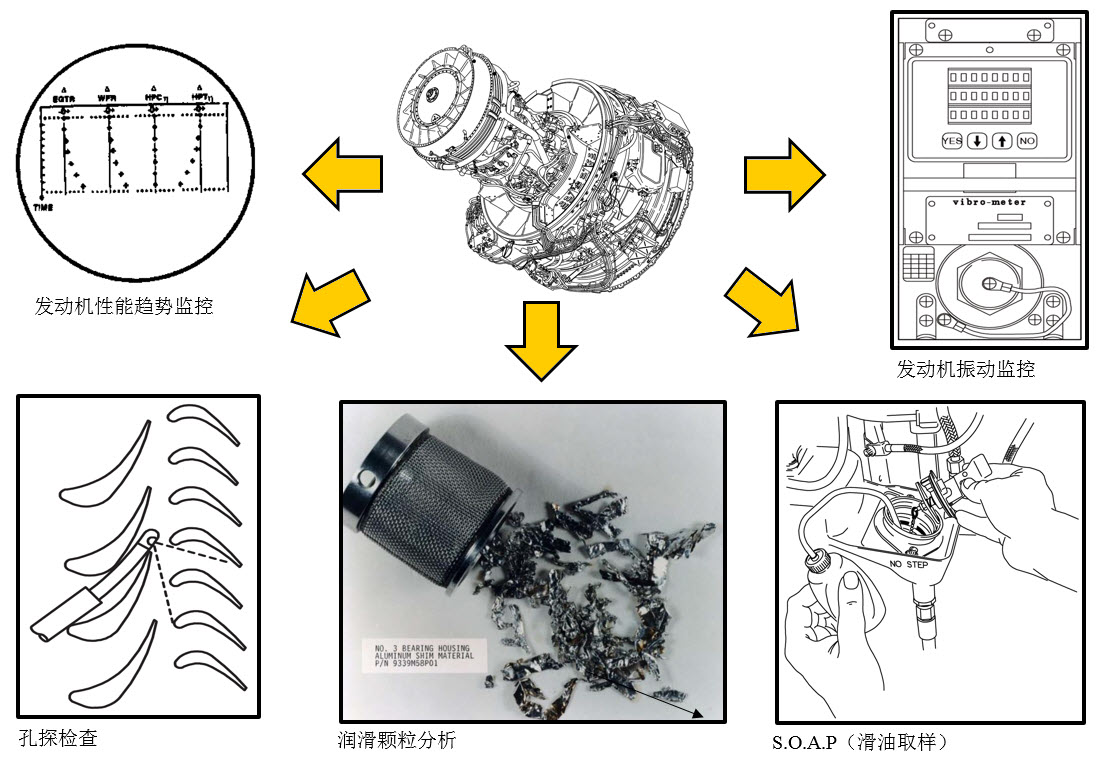 Δ Δ Δ Δ
EGTR WFR HPC η HPT η
TIME
发动机性能趋势监控
YES NO
vibro-meter
发动机振动监控
孔探检查
NO. 3 BEARING HOUSING
ALUMINUM SHIM MATERIAL
P/N 9339M58P01
润滑颗粒分析
NO STEP
S.O.A.P（滑油取样）